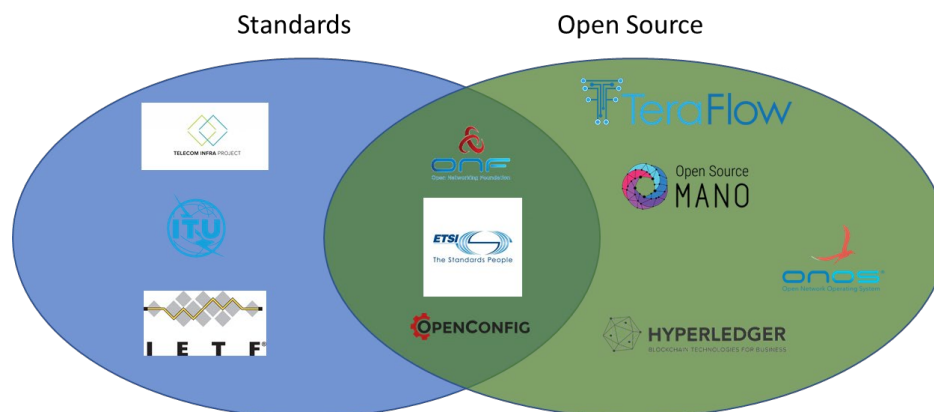 Standards
Open Source
TELECOM INFRA PROJECT
ITU
I E T F®
ONF
Open Networking Foundation
ETSI
The Standards People
OPENCONFIG
TeraFlow
Open Source
MANO
onos®
Open Network Operating System
HYPERLEDGER
BLOCKCHAIN TECHNOLOGIES FOR BUSINESS